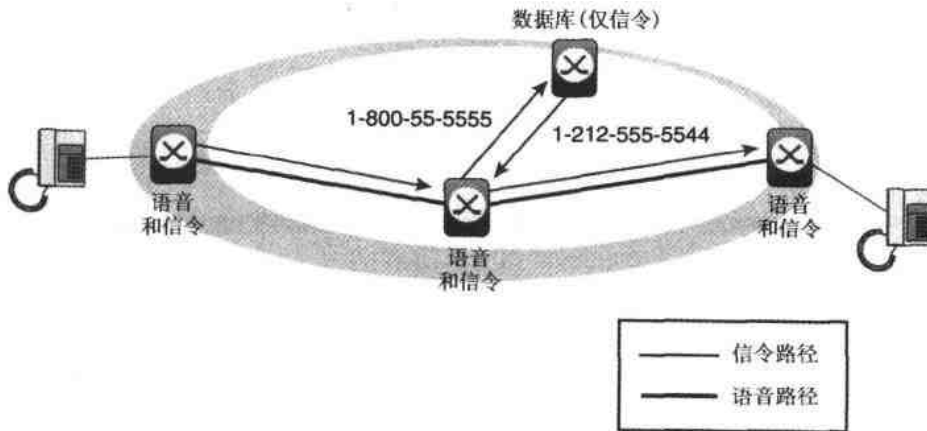 数据库(仅信令)
1-800-55-5555
1-212-555-5544
语音
和信令
语音
和信令
语音
和信令
信令路径
语音路径